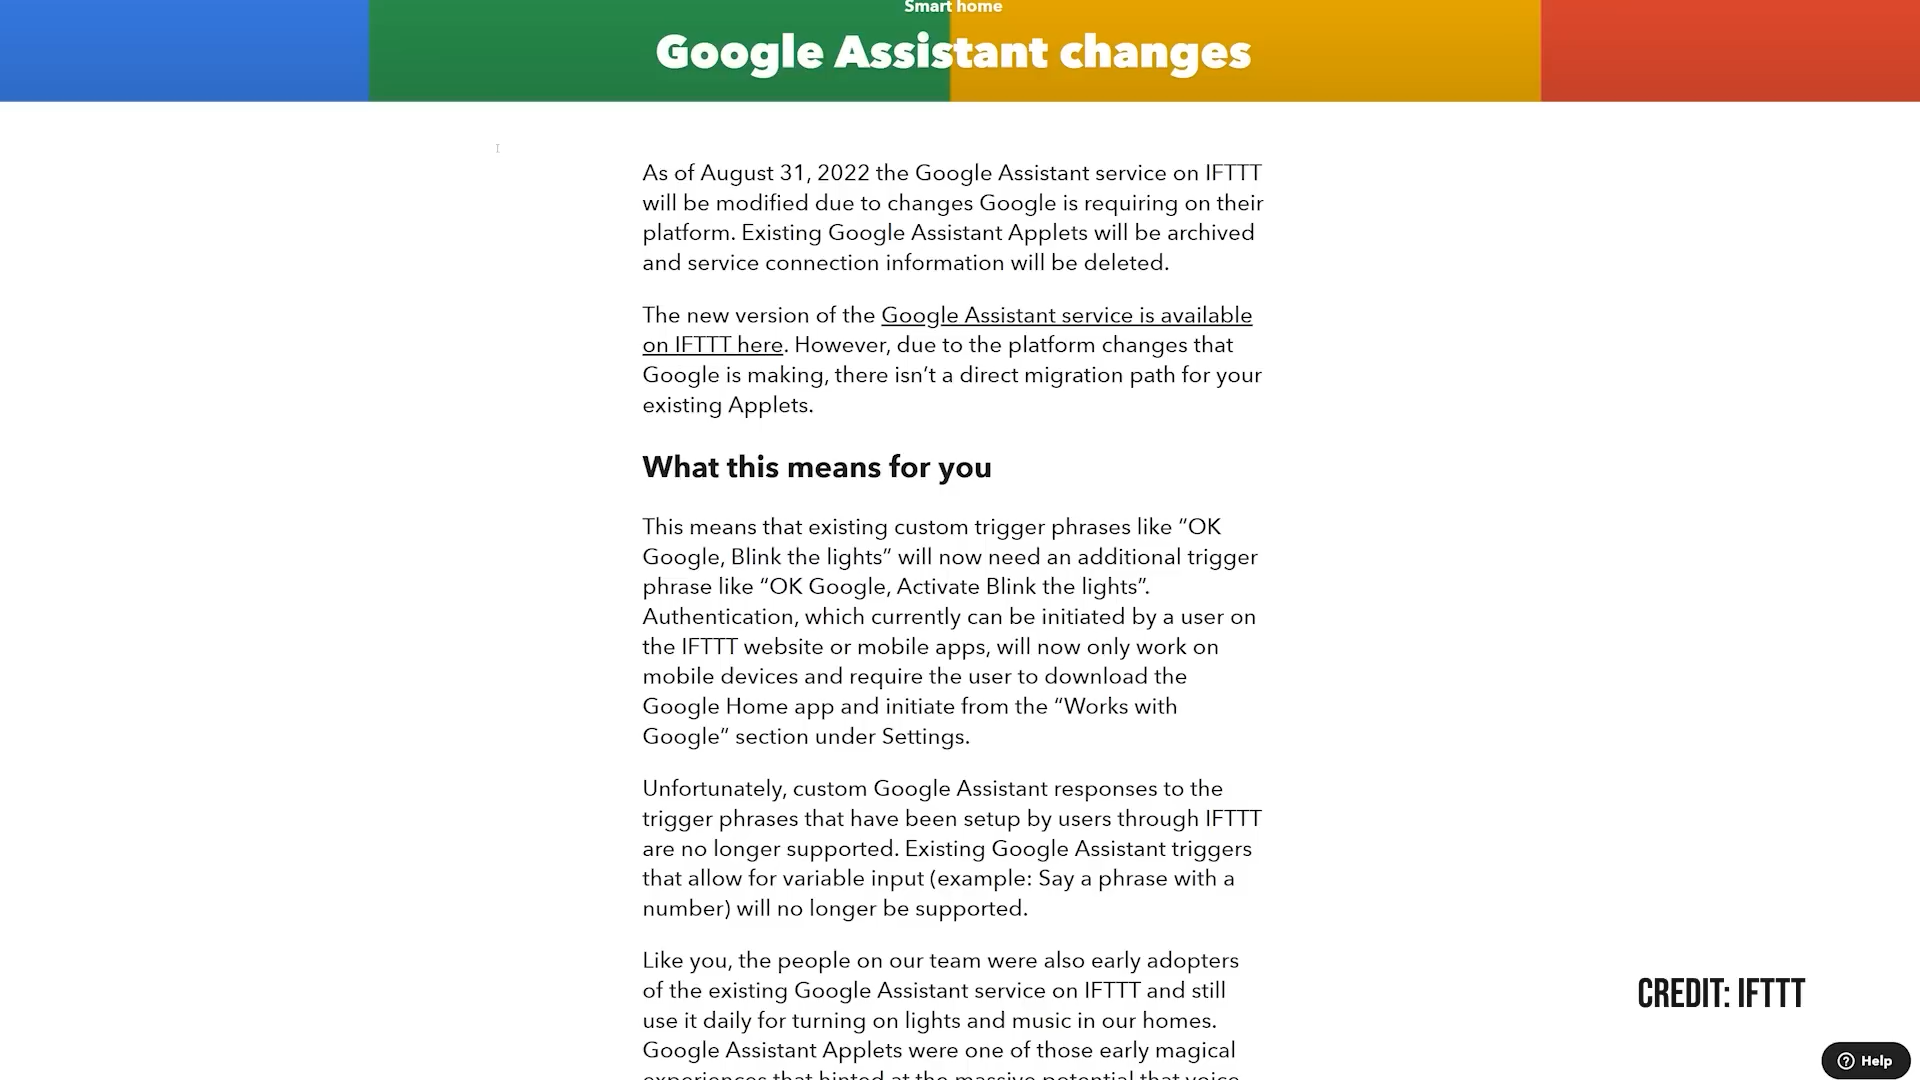 Smart home
Google Assistant changes
As of August 31, 2022 the Google Assistant service on IFTTT
will be modified due to changes Google is requiring on their
platform. Existing Google Assistant Applets will be archived
and service connection information will be deleted.
The new version of the Google Assistant service is available
on IFTTT here. However, due to the platform changes that
Google is making, there isn’t a direct migration path for your
existing Applets.
What this means for you
This means that existing custom trigger phrases like “OK
Google, Blink the lights” will now need an additional trigger
phrase like “OK Google, Activate Blink the lights”.
Authentication, which currently can be initiated by a user on
the IFTTT website or mobile apps, will now only work on
mobile devices and require the user to download the
Google Home app and initiate from the “Works with
Google” section under Settings.
Unfortunately, custom Google Assistant responses to the
trigger phrases that have been setup by users through IFTTT
are no longer supported. Existing Google Assistant triggers
that allow for variable input (example: Say a phrase with a
number) will no longer be supported.
Like you, the people on our team were also early adopters
of the existing Google Assistant service on IFTTT and still
use it daily for turning on lights and music in our homes.
Google Assistant Applets were one of those early magical
experiences that hinted at the massive potential that voice
CREDIT: IFTTT
Help